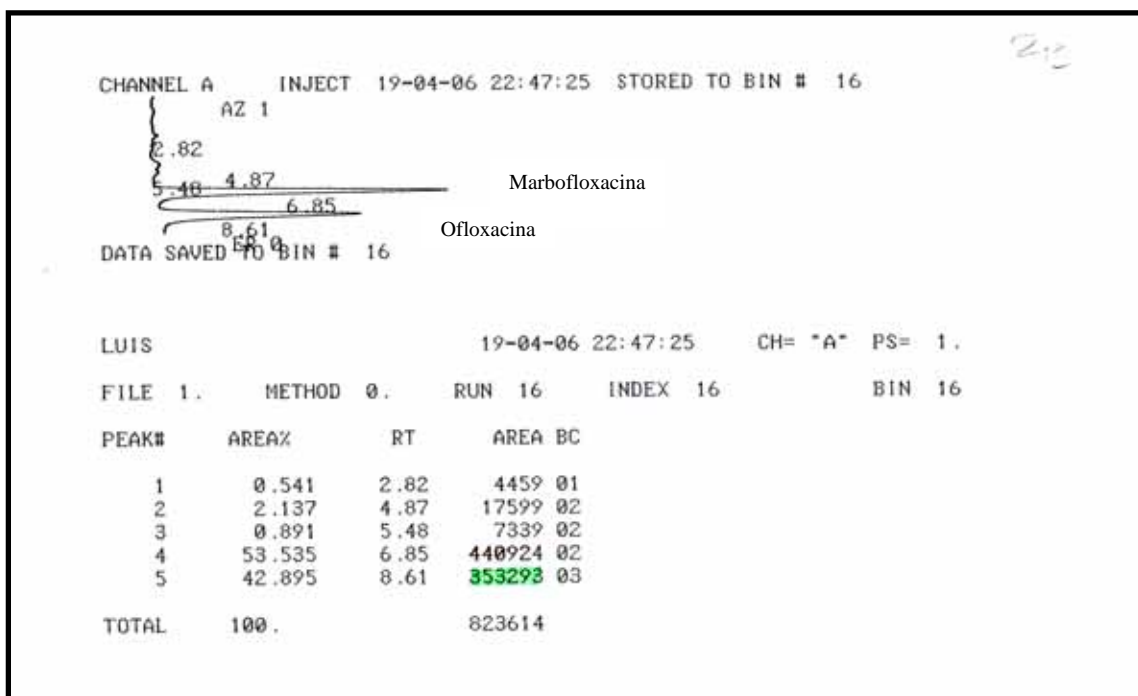 CHANNEL A INJECT 19-04-06 22:47:25 STORED TO BIN # 16
AZ 1
2.82
5.48 4.87
Marbofloxacina
6.85
8.61
Ofloxacina
ER 0
DATA SAVED TO BIN # 16
LUIS 19-04-06 22:47:25 CH= "A" PS= 1.
FILE 1. METHOD 0. RUN 16 INDEX 16 BIN 16
PEAK# AREA% RT AREA BC
1 0.541 2.82 4459 01
2 2.137 4.87 17599 02
3 0.891 5.48 7339 02
4 53.535 6.85 440924 02
5 42.895 8.61 353293 03
TOTAL 100. 823614